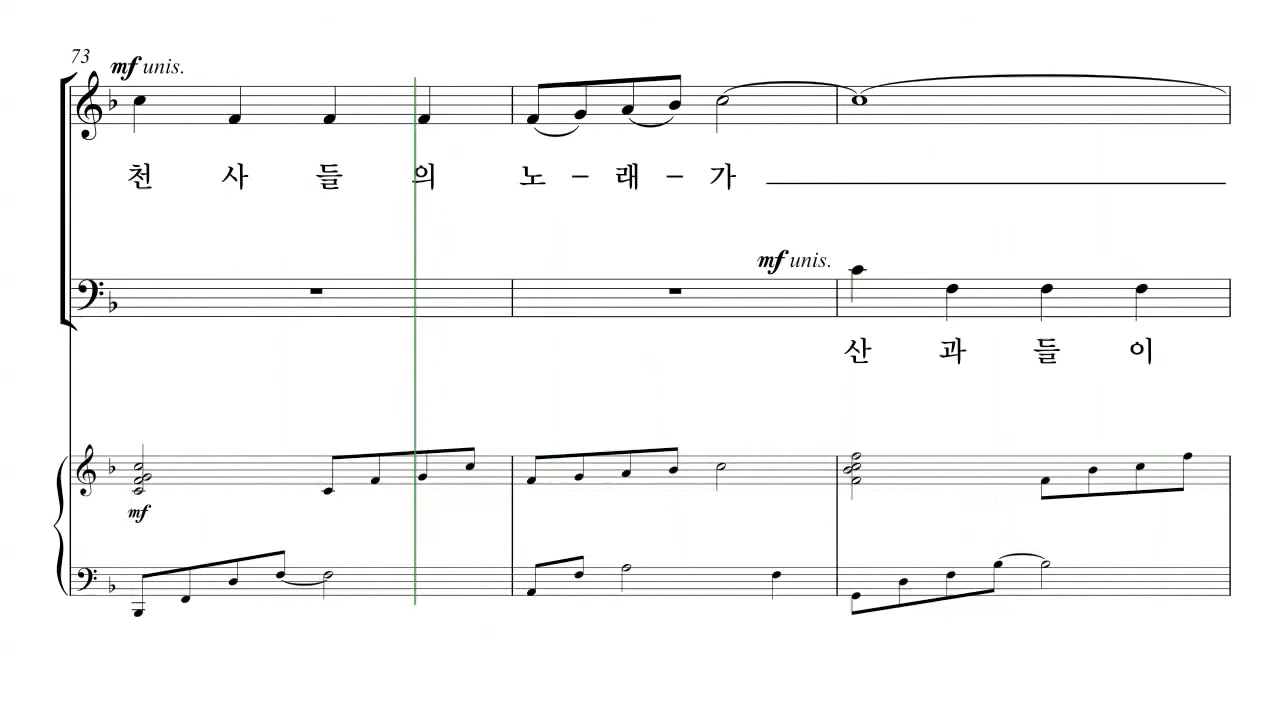 73
mf unis.
천 사 들 의 노 – 래 – 가
mf unis.
산 과 들 이
mf